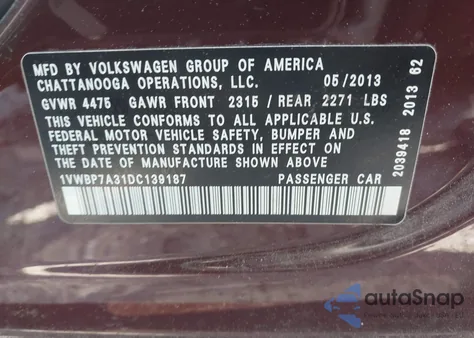 MFD BY VOLKSWAGEN GROUP OF AMERICA
CHATTANOOGA OPERATIONS, LLC. 05/2013
GVWR 4475 GAWR FRONT 2315 / REAR 2271 LBS
THIS VEHICLE CONFORMS TO ALL APPLICABLE U.S.
FEDERAL MOTOR VEHICLE SAFETY, BUMPER AND
THEFT PREVENTION STANDARDS IN EFFECT ON THE
DATE OF MANUFACTURE SHOWN ABOVE.
1VWBP7A31DC139187 PASSENGER CAR
2039418 2013 62
autoSnap